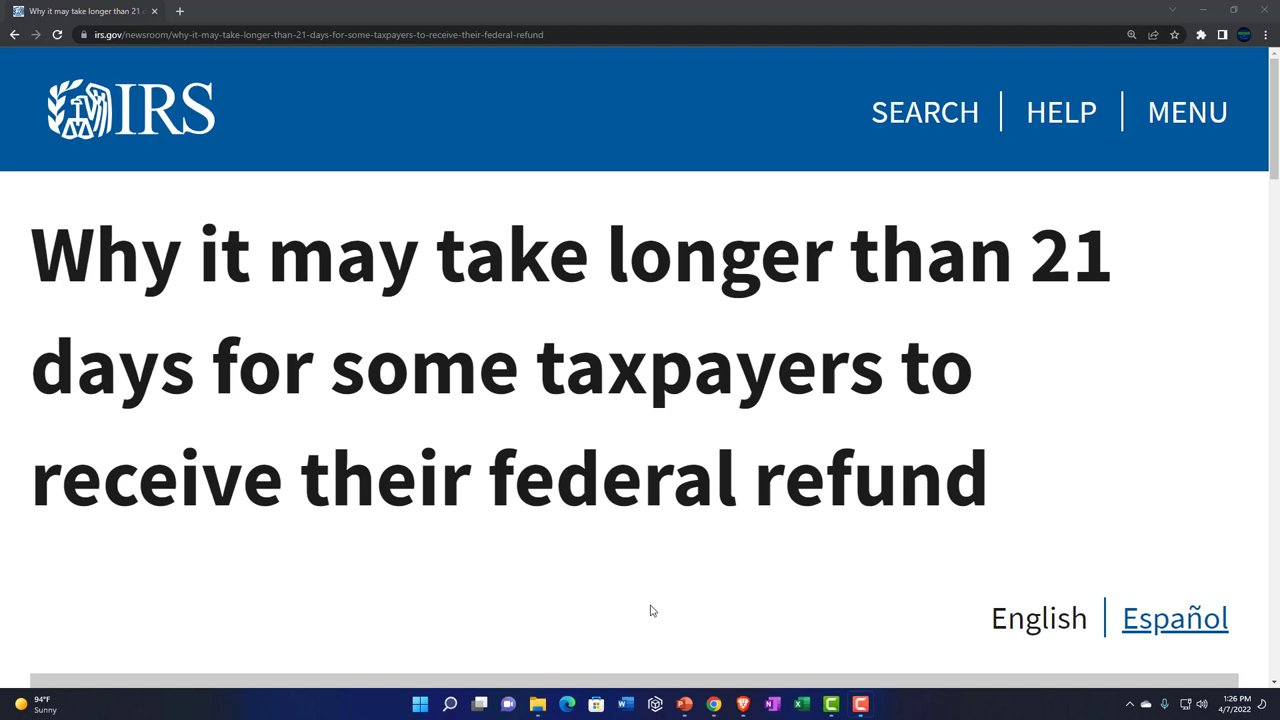 Why it may take longer than 21
irs.gov/newsroom/why-it-may-take-longer-than-21-days-for-some-taxpayers-to-receive-their-federal-refund
IRS
SEARCH
HELP
MENU
Why it may take longer than 21
days for some taxpayers to
receive their federal refund
English
Español
94°F
Sunny
1:26 PM
4/7/2022